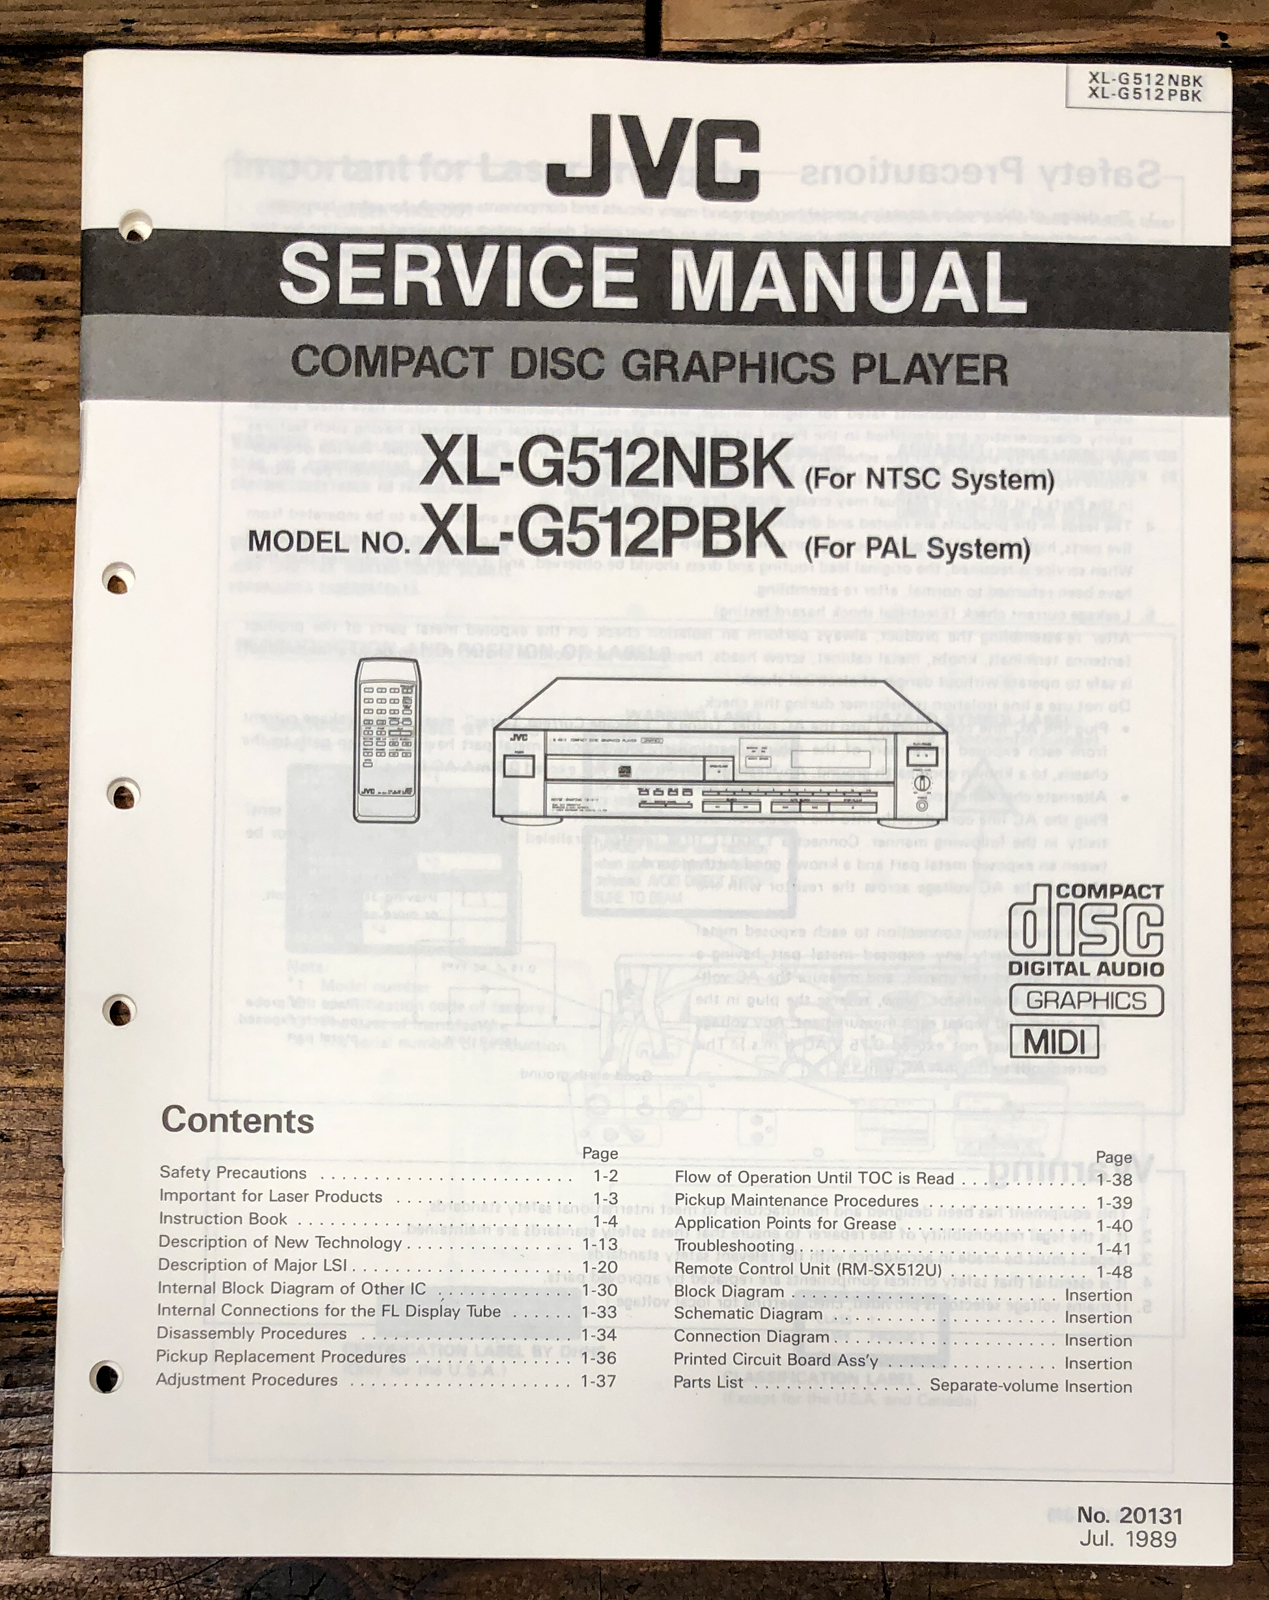 XL-G512NBK
XL-G512PBK
JVC
SERVICE MANUAL
COMPACT DISC GRAPHICS PLAYER
XL-G512NBK (For NTSC System)
MODEL NO. XL-G512PBK (For PAL System)
JVC
JVC
COMPACT
disc
DIGITAL AUDIO
GRAPHICS
MIDI
Contents
Page
Safety Precautions . . . . . . . . . . . . . . . . . . . . . . . . 1-2
Important for Laser Products . . . . . . . . . . . . . . . . . 1-3
Instruction Book . . . . . . . . . . . . . . . . . . . . . . . . . . 1-4
Description of New Technology . . . . . . . . . . . . . . . . 1-13
Description of Major LSI . . . . . . . . . . . . . . . . . . . . . 1-20
Internal Block Diagram of Other IC . . . . . . . . . . . . . 1-30
Internal Connections for the FL Display Tube . . . . . . 1-33
Disassembly Procedures . . . . . . . . . . . . . . . . . . . . 1-34
Pickup Replacement Procedures . . . . . . . . . . . . . . . 1-36
Adjustment Procedures . . . . . . . . . . . . . . . . . . . . . 1-37
Page
Flow of Operation Until TOC is Read . . . . . . . . . . . . 1-38
Pickup Maintenance Procedures . . . . . . . . . . . . . . . 1-39
Application Points for Grease . . . . . . . . . . . . . . . . . 1-40
Troubleshooting . . . . . . . . . . . . . . . . . . . . . . . . . . 1-41
Remote Control Unit (RM-SX512U) . . . . . . . . . . . . . 1-48
Block Diagram . . . . . . . . . . . . . . . . . . . . . . . . Insertion
Schematic Diagram . . . . . . . . . . . . . . . . . . . . . Insertion
Connection Diagram . . . . . . . . . . . . . . . . . . . . Insertion
Printed Circuit Board Ass'y . . . . . . . . . . . . . . . Insertion
Parts List . . . . . . . . . . . . . . . . Separate-volume Insertion
No. 20131
Jul. 1989